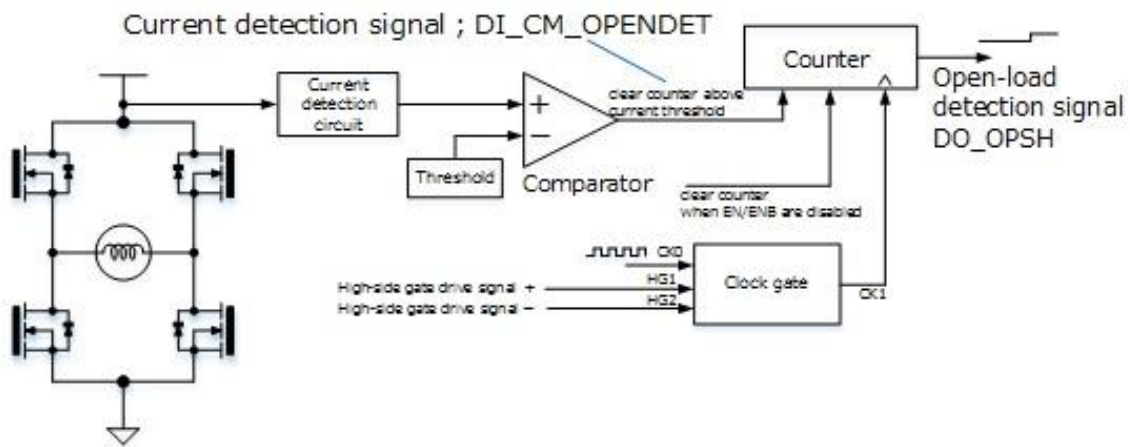 Current detection signal ; DI_CM_OPENDET
Counter
Current
detection
circuit
+
−
clear counter above
current threshold
Open-load
detection signal
DO_OPSH
Threshold
Comparator
clear counter
when EN/ENB are disabled
CK0
High-side gate drive signal +
HG1
Clock gate
CK1
High-side gate drive signal −
HG2